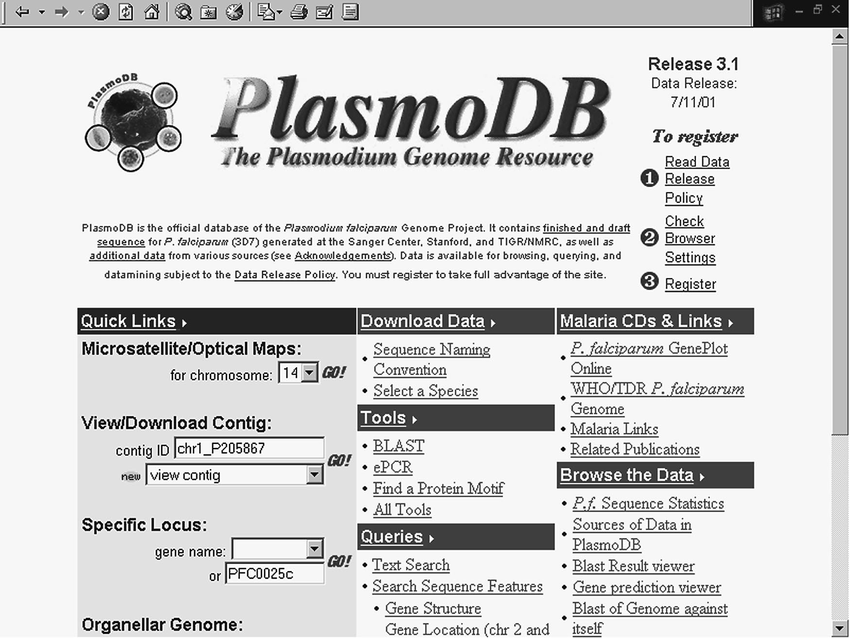 PlasmoDB
PlasmoDB
The Plasmodium Genome Resource
Release 3.1
Data Release:
7/11/01
To register
1 Read Data
Release
Policy
2 Check
Browser
Settings
3 Register
PlasmoDB is the official database of the Plasmodium falciparum Genome Project. It contains finished and draft
sequence for P. falciparum (3D7) generated at the Sanger Center, Stanford, and TIGR/NMRC, as well as
additional data from various sources (see Acknowledgements). Data is available for browsing, querying, and
datamining subject to the Data Release Policy. You must register to take full advantage of the site.
Quick Links
Microsatellite/Optical Maps:
for chromosome: 14 GO!
View/Download Contig:
contig ID chr1_P205867
GO!
new view contig
Specific Locus:
gene name:
GO!
or PFC0025c
Organellar Genome:
Download Data
• Sequence Naming
Convention
• Select a Species
Tools
• BLAST
• ePCR
• Find a Protein Motif
• All Tools
Queries
• Text Search
• Search Sequence Features
• Gene Structure
Gene Location (chr 2 and
Malaria CDs & Links
• P. falciparum GenePlot
Online
• WHO/TDR P. falciparum
Genome
• Malaria Links
• Related Publications
Browse the Data
• P.f. Sequence Statistics
• Sources of Data in
PlasmoDB
• Blast Result viewer
• Gene prediction viewer
• Blast of Genome against
itself